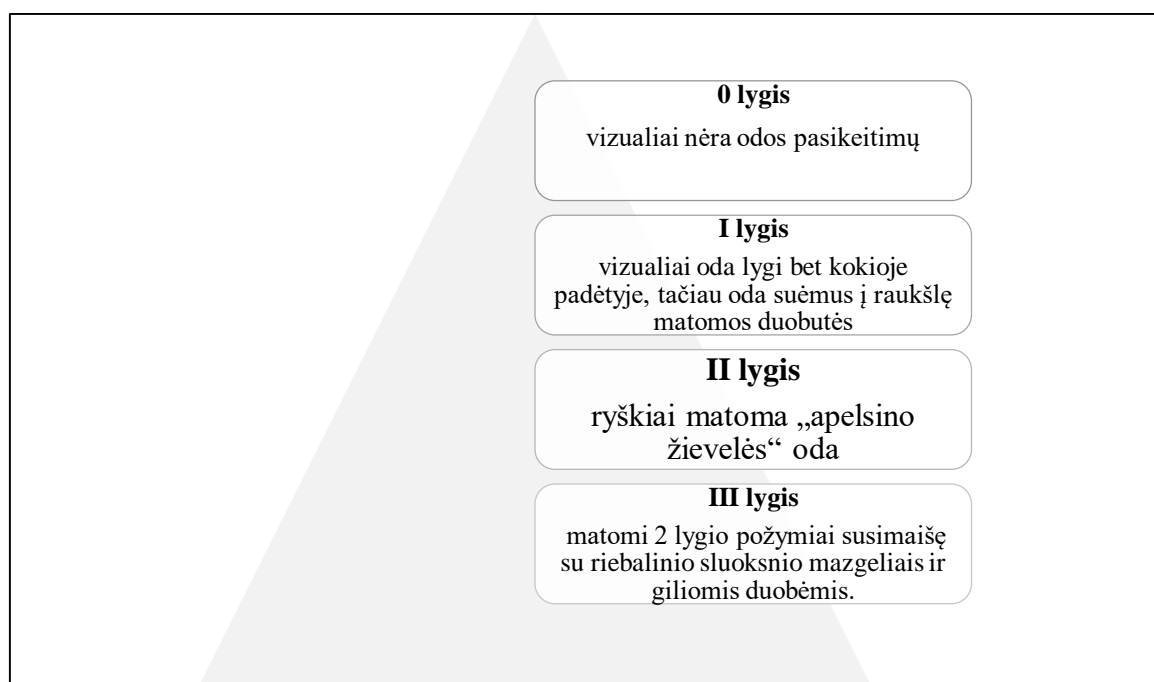 0 lygis
vizualiai nėra odos pasikeitimų
I lygis
vizualiai oda lygi bet kokioje
padėtyje, tačiau oda suėmus į raukšlę
matomos duobutės
II lygis
ryškiai matoma „apelsino
žievelės“ oda
III lygis
matomi 2 lygio požymiai susimaišę
su riebalinio sluoksnio mazgeliais ir
giliomis duobėmis.